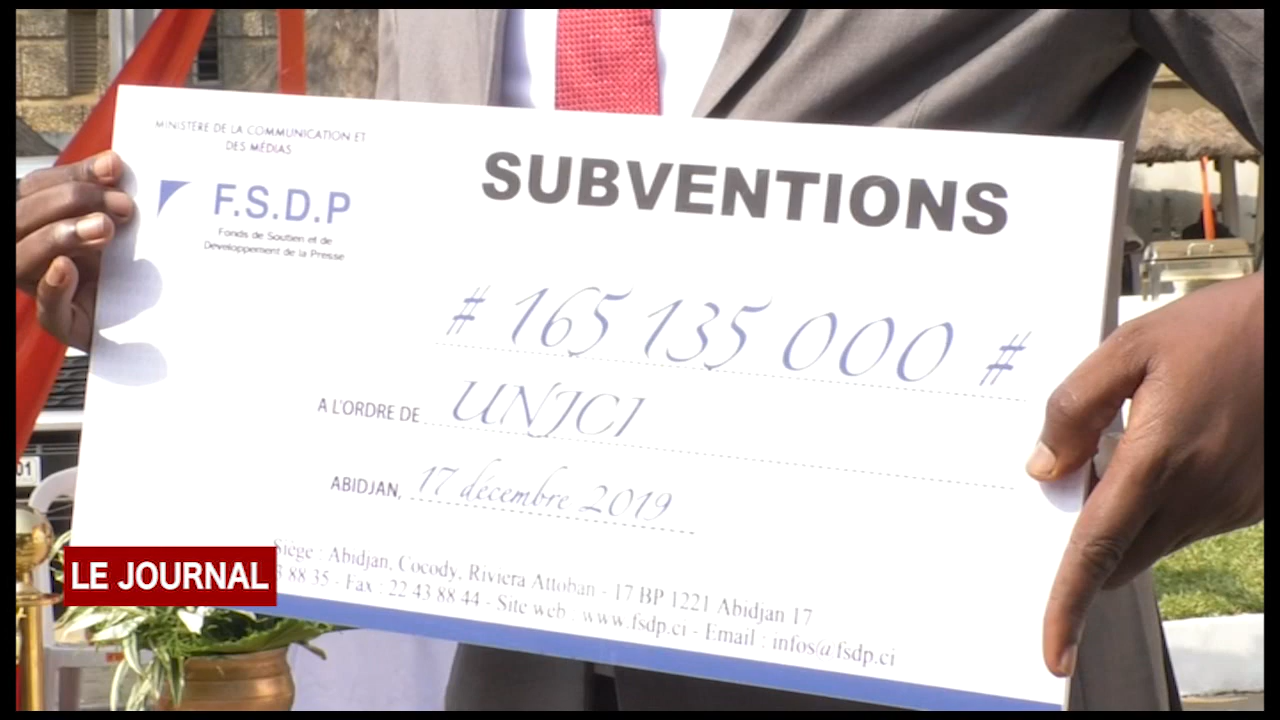 MINISTÈRE DE LA COMMUNICATION ET
DES MÉDIAS
F.S.D.P
Fonds de Soutien et de
Développement de la Presse
SUBVENTIONS
# 165 135 000 #
A L'ORDRE DE UNJCI
ABIDJAN, 17 décembre 2019
Siège : Abidjan, Cocody, Riviera Attoban - 17 BP 1221 Abidjan 17
88 35 - Fax : 22 43 88 44 - Site web : www.fsdp.ci - Email : infos@fsdp.ci
LE JOURNAL
01